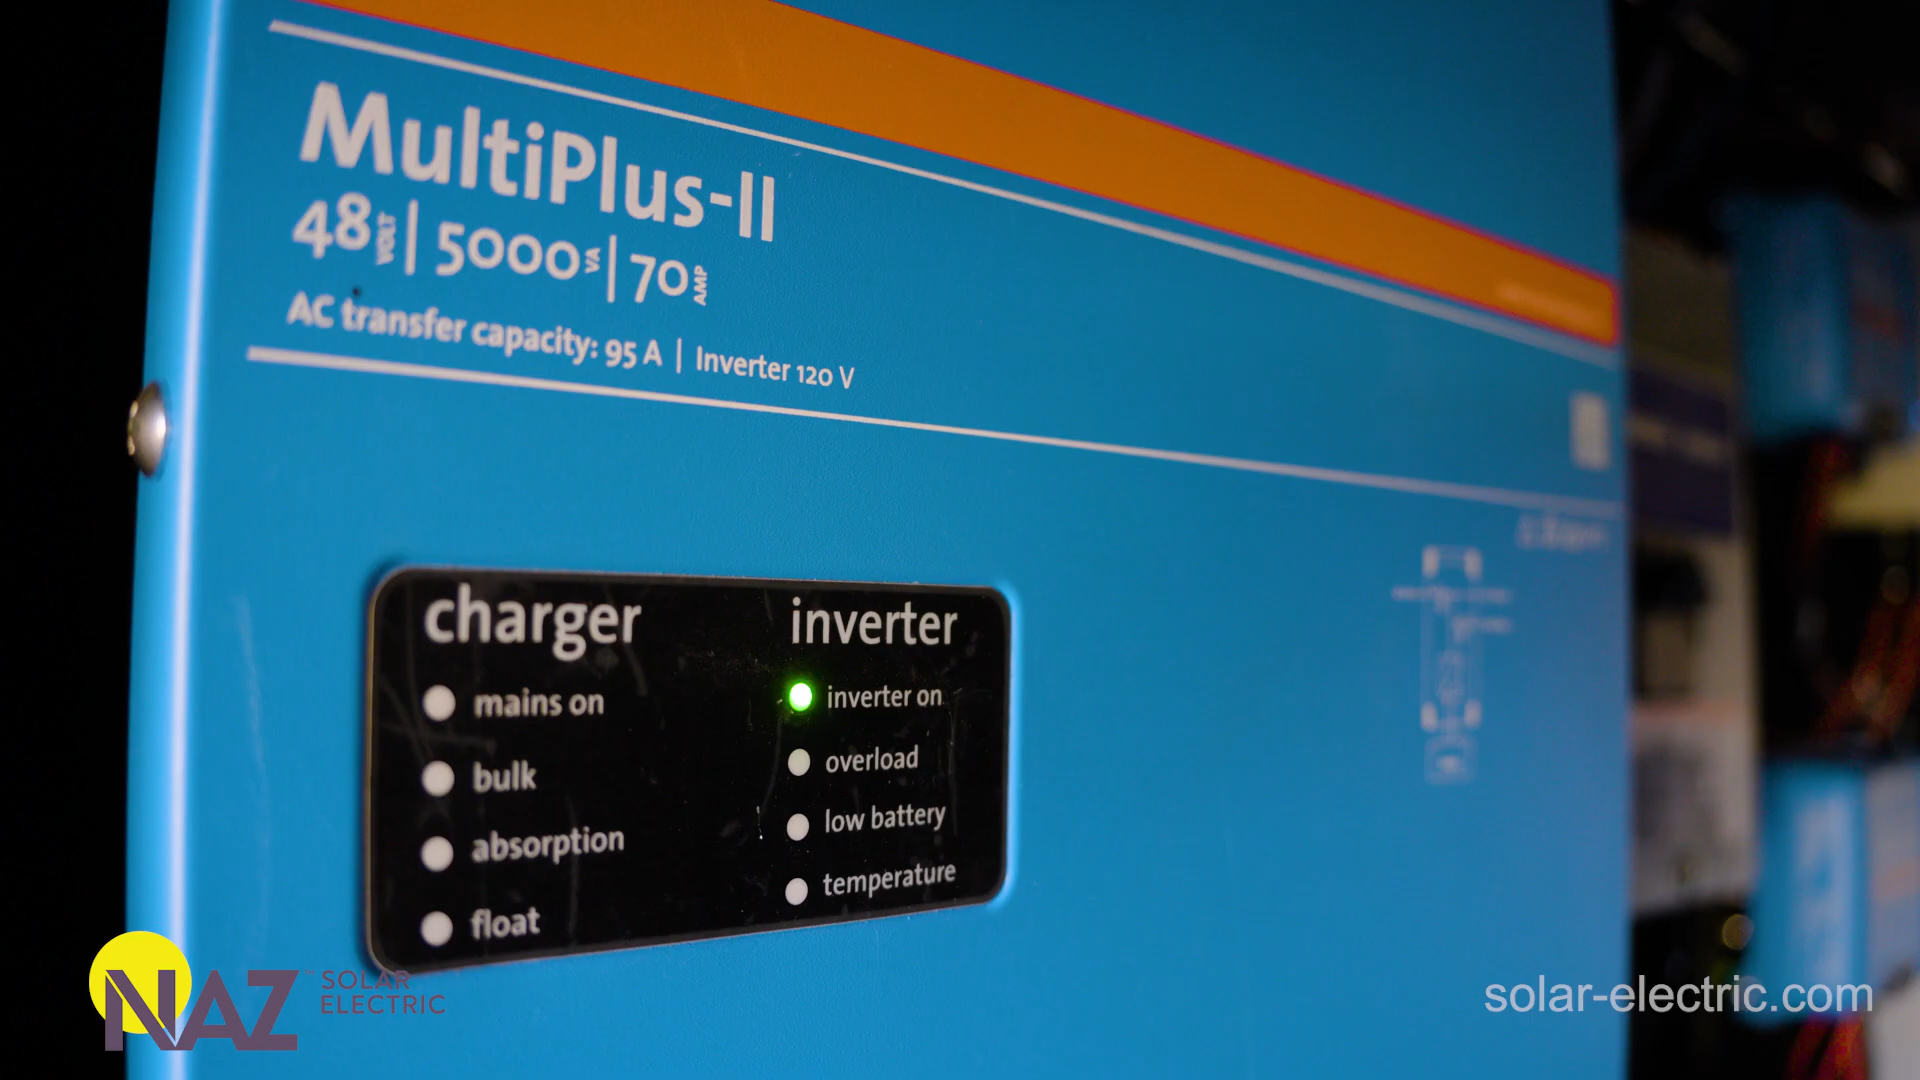 MultiPlus-II
48 VOLT | 5000 VA | 70 AMP
AC transfer capacity: 95 A | Inverter 120 V
charger
mains on
bulk
absorption
float
inverter
inverter on
overload
low battery
temperature
NAZ™ SOLAR
ELECTRIC
solar-electric.com